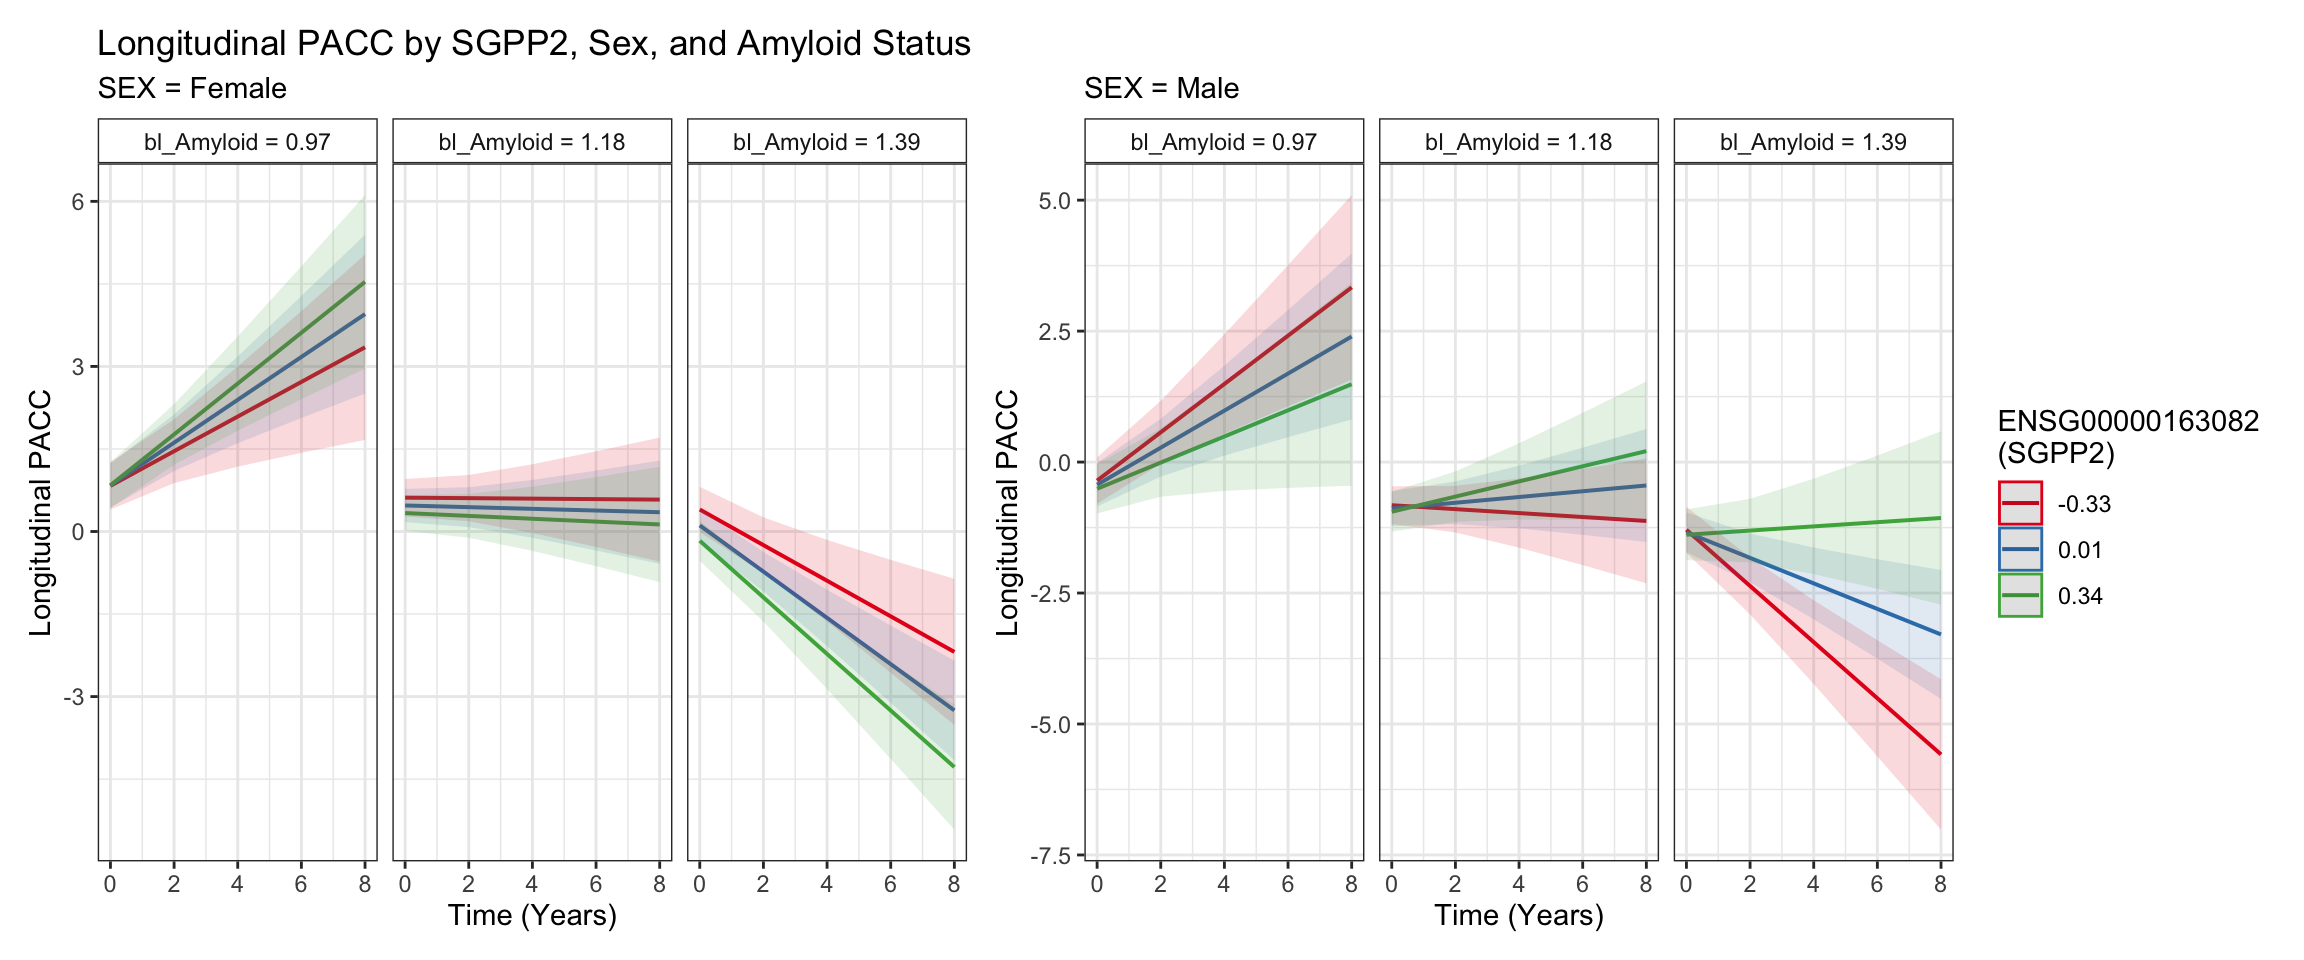 Longitudinal PACC by SGPP2, Sex, and Amyloid Status
SEX = Female
bl_Amyloid = 0.97
bl_Amyloid = 1.18
bl_Amyloid = 1.39
Longitudinal PACC
6
3
0
-3
0 2 4 6 8
0 2 4 6 8
0 2 4 6 8
Time (Years)
SEX = Male
bl_Amyloid = 0.97
bl_Amyloid = 1.18
bl_Amyloid = 1.39
Longitudinal PACC
5.0
2.5
0.0
-2.5
-5.0
-7.5
0 2 4 6 8
0 2 4 6 8
0 2 4 6 8
Time (Years)
ENSG00000163082
(SGPP2)
-0.33
0.01
0.34